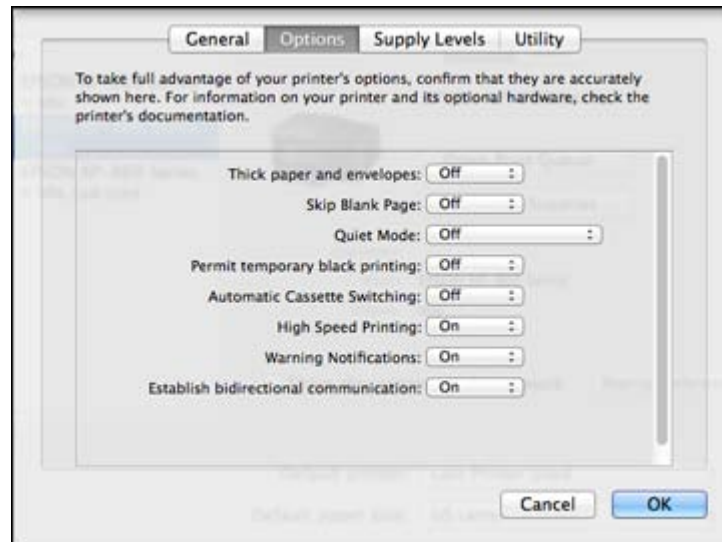 General Options Supply Levels Utility
To take full advantage of your printer's options, confirm that they are accurately
shown here. For information on your printer and its optional hardware, check the
printer's documentation.
Thick paper and envelopes: Off
Skip Blank Page: Off
Quiet Mode: Off
Permit temporary black printing: Off
Automatic Cassette Switching: Off
High Speed Printing: On
Warning Notifications: On
Establish bidirectional communication: On
Cancel OK